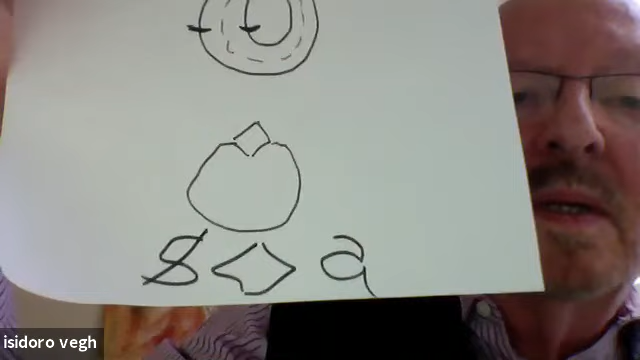 $ ◇ a
isidoro vegh